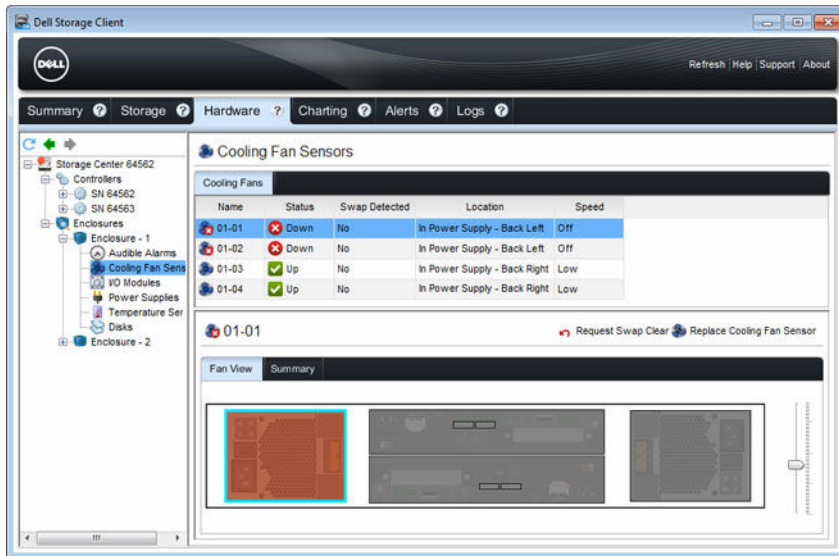 Dell Storage Client
DELL
Refresh | Help | Support | About
Summary ? Storage ? Hardware ? Charting ? Alerts ? Logs ?
Storage Center 64562
Controllers
SN 64562
SN 64563
Enclosures
Enclosure - 1
Audible Alarms
Cooling Fan Sens
I/O Modules
Power Supplies
Temperature Ser
Disks
Enclosure - 2
Cooling Fan Sensors
Cooling Fans
Name Status Swap Detected Location Speed
01-01 Down No In Power Supply - Back Left Off
01-02 Down No In Power Supply - Back Left Off
01-03 Up No In Power Supply - Back Right Low
01-04 Up No In Power Supply - Back Right Low
01-01 Request Swap Clear Replace Cooling Fan Sensor
Fan View Summary